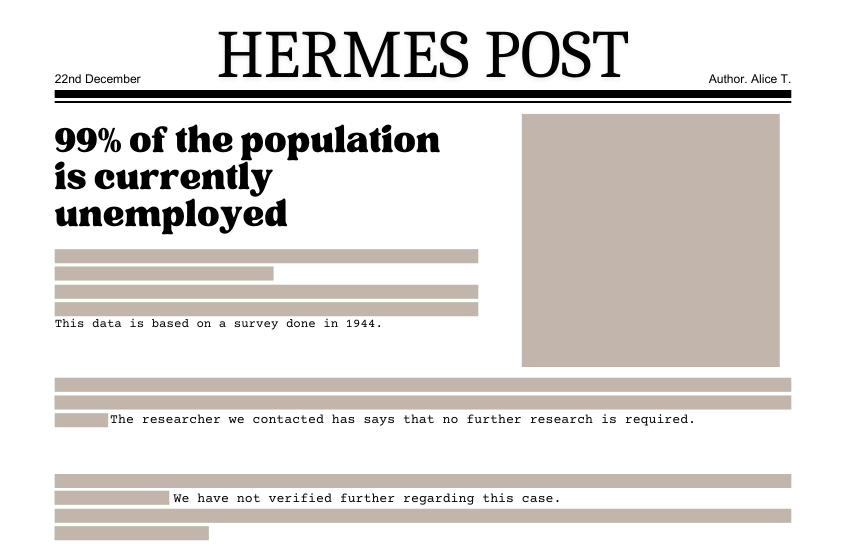 HERMES POST
22nd December
Author. Alice T.
99% of the population
is currently
unemployed
This data is based on a survey done in 1944.
The researcher we contacted has says that no further research is required.
We have not verified further regarding this case.